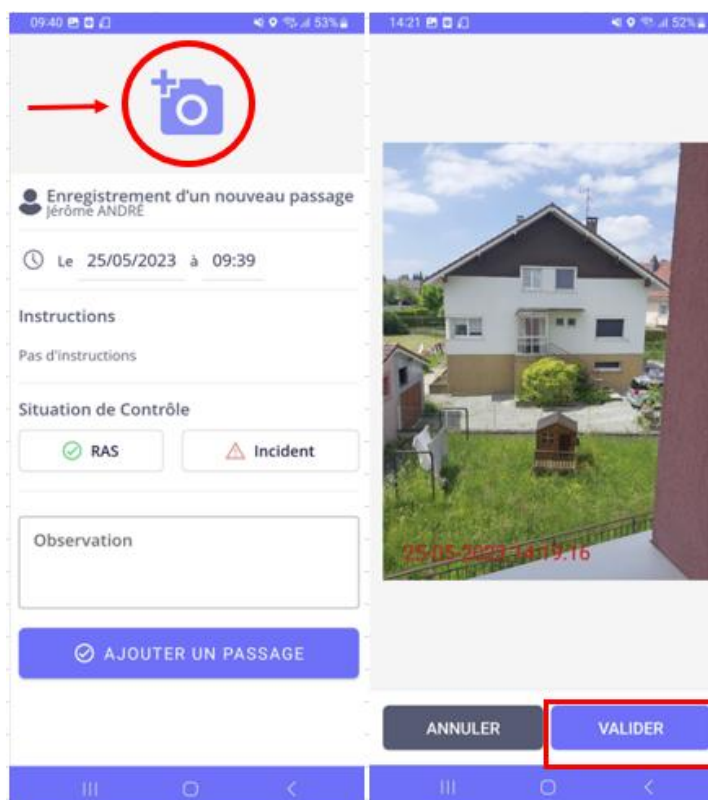 09:40
53%
Enregistrement d'un nouveau passage
Jérôme ANDRÉ
Le 25/05/2023 à 09:39
Instructions
Pas d'instructions
Situation de Contrôle
RAS
Incident
Observation
AJOUTER UN PASSAGE
14:21
52%
25-05-2023 14:19:16
ANNULER
VALIDER